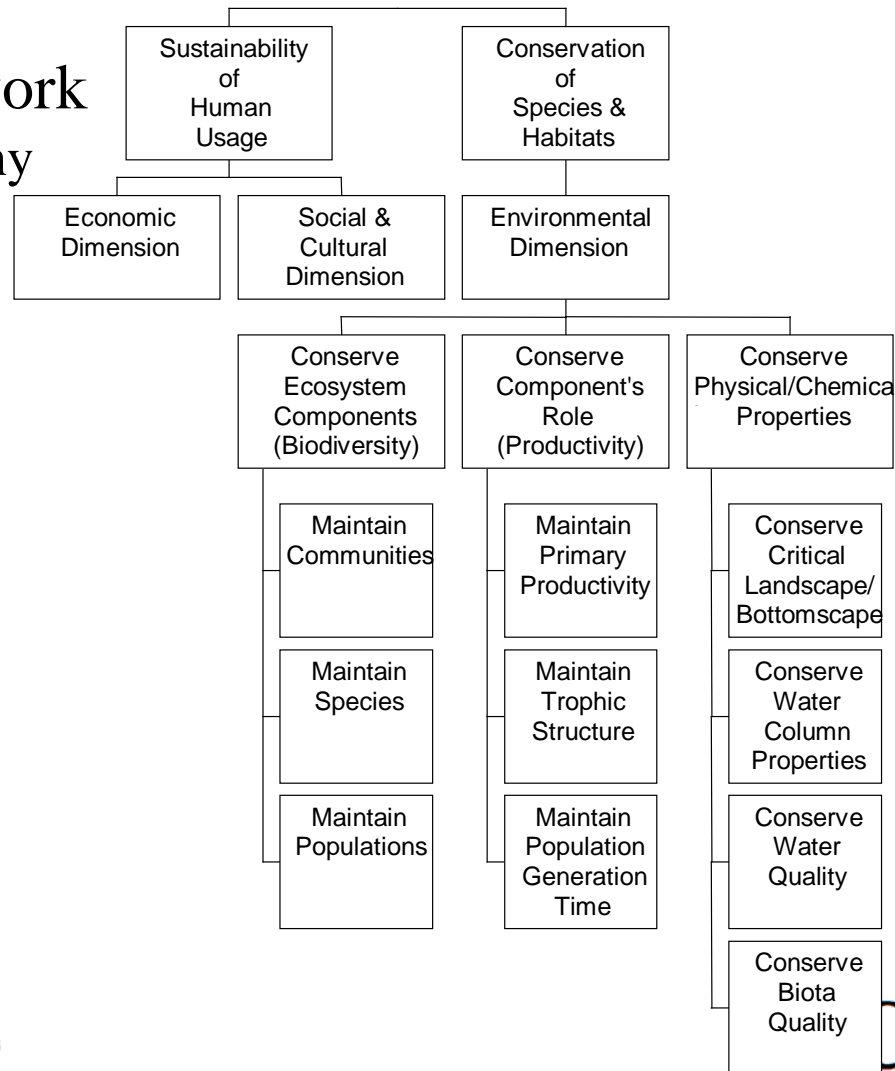 ork
ny
Sustainability
of
Human
Usage
Conservation
of
Species &
Habitats
Economic
Dimension
Social &
Cultural
Dimension
Environmental
Dimension
Conserve
Ecosystem
Components
(Biodiversity)
Conserve
Component's
Role
(Productivity)
Conserve
Physical/Chemica
Properties
Maintain
Communities
Maintain
Species
Maintain
Populations
Maintain
Primary
Productivity
Maintain
Trophic
Structure
Maintain
Population
Generation
Time
Conserve
Critical
Landscape/
Bottomscape
Conserve
Water
Column
Properties
Conserve
Water
Quality
Conserve
Biota
Quality